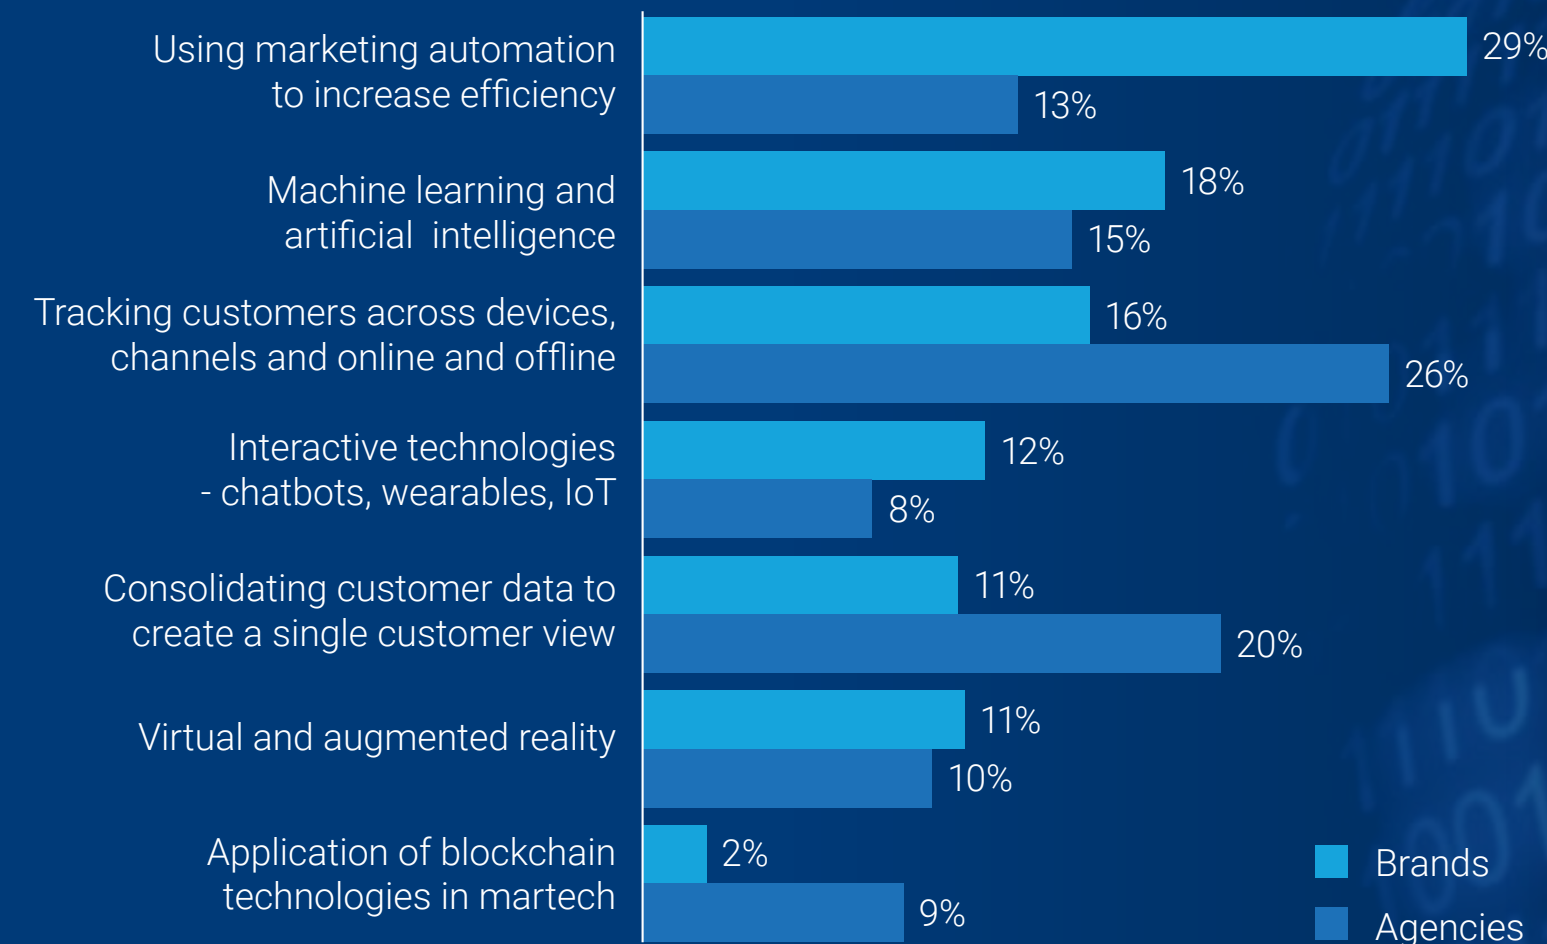 Using marketing automation
to increase efficiency
29%
13%
Machine learning and
artificial intelligence
18%
15%
Tracking customers across devices,
channels and online and offline
16%
26%
Interactive technologies
- chatbots, wearables, IoT
12%
8%
Consolidating customer data to
create a single customer view
11%
20%
Virtual and augmented reality
11%
10%
Application of blockchain
technologies in martech
2%
9%
Brands
Agencies